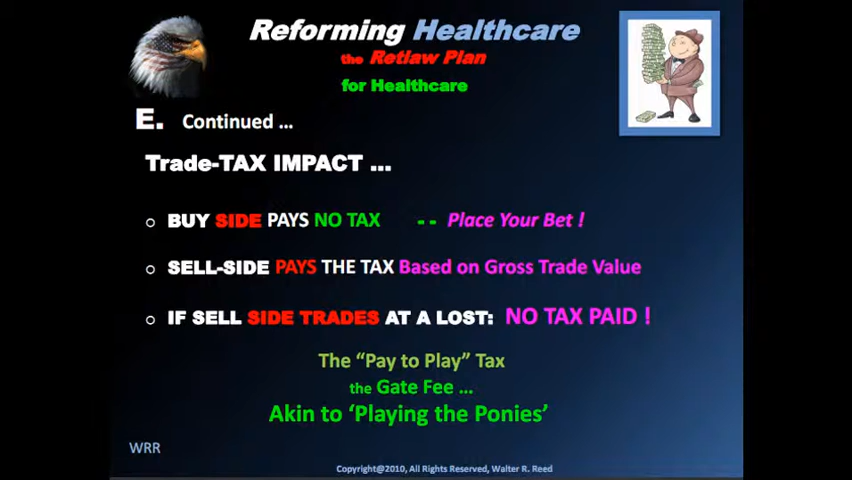 Reforming Healthcare
the Retlaw Plan
for Healthcare
E. Continued ...
Trade-TAX IMPACT ...
○ BUY SIDE PAYS NO TAX -- Place Your Bet !
○ SELL-SIDE PAYS THE TAX Based on Gross Trade Value
○ IF SELL SIDE TRADES AT A LOST: NO TAX PAID !
The “Pay to Play” Tax
the Gate Fee ...
Akin to ‘Playing the Ponies’
WRR
Copyright@2010, All Rights Reserved, Walter R. Reed